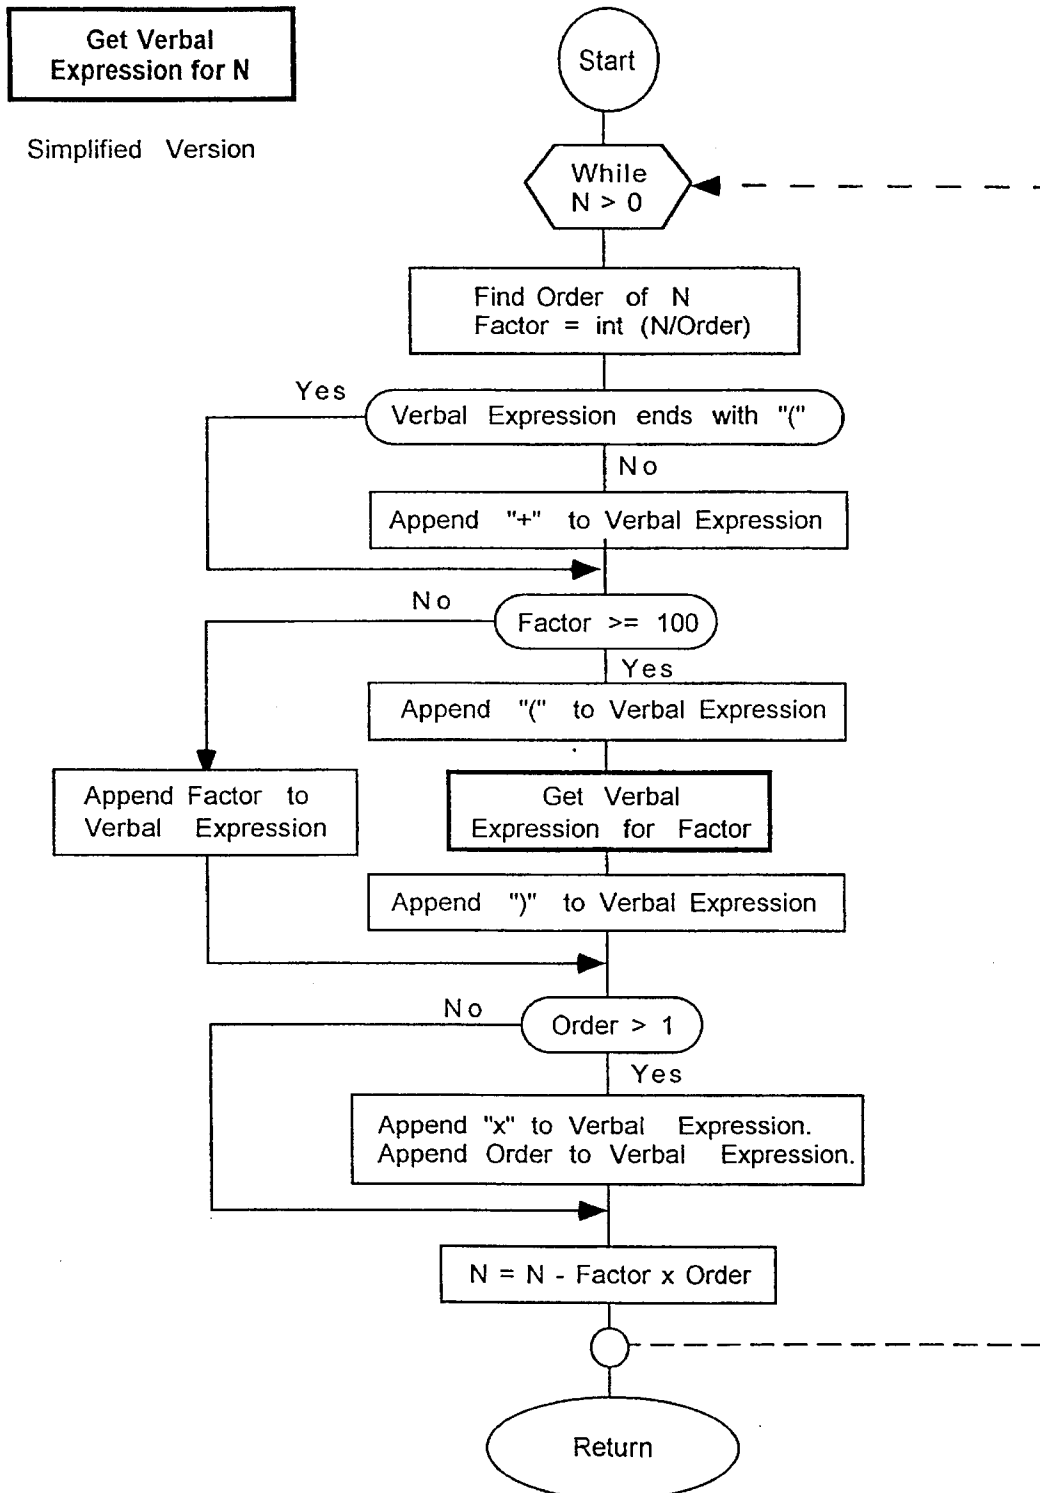 Get Verbal
Expression for N
Simplified Version
Start
While
N > 0
Find Order of N
Factor = int (N/Order)
Yes
Verbal Expression ends with "("
No
Append "+" to Verbal Expression
No
Factor >= 100
Yes
Append "(" to Verbal Expression
Append Factor to
Verbal Expression
Get Verbal
Expression for Factor
Append ")" to Verbal Expression
No
Order > 1
Yes
Append "x" to Verbal Expression.
Append Order to Verbal Expression.
N = N - Factor x Order
Return